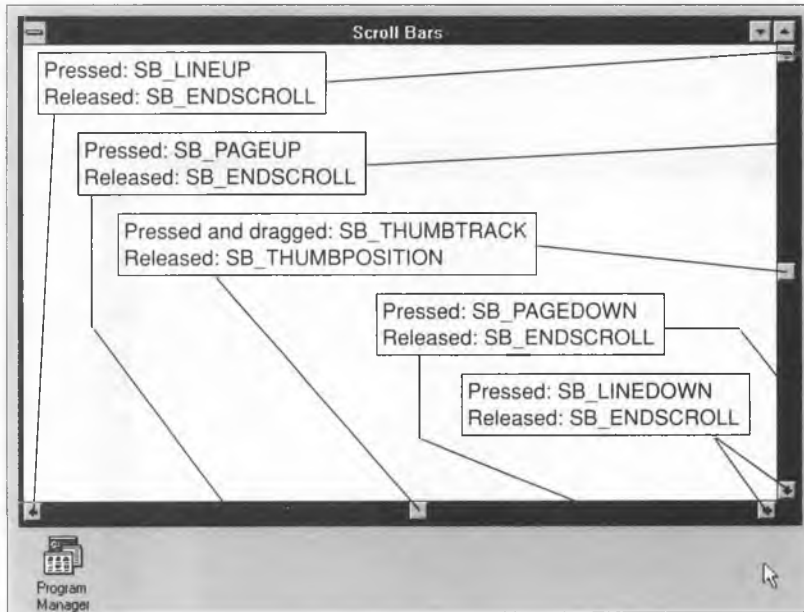 Scroll Bars
Pressed: SB_LINEUP
Released: SB_ENDSCROLL
Pressed: SB_PAGEUP
Released: SB_ENDSCROLL
Pressed and dragged: SB_THUMBTRACK
Released: SB_THUMBPOSITION
Pressed: SB_PAGEDOWN
Released: SB_ENDSCROLL
Pressed: SB_LINEDOWN
Released: SB_ENDSCROLL
Program
Manager